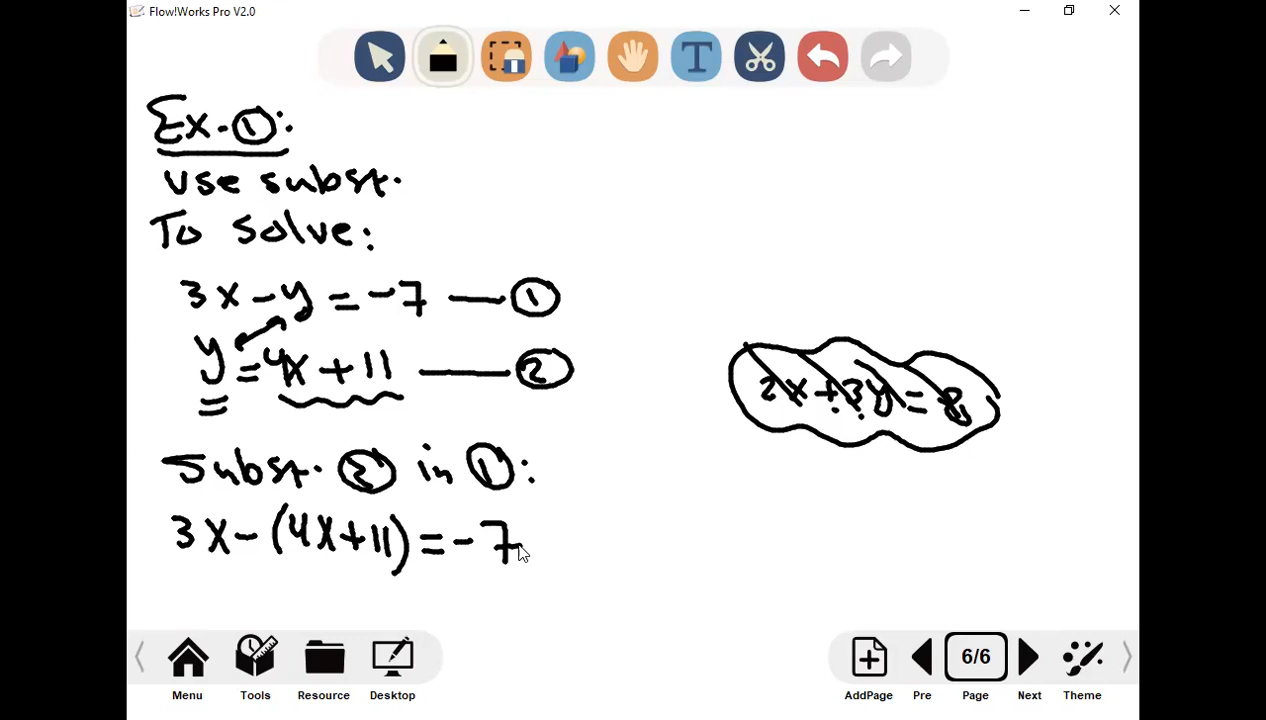 Flow!Works Pro V2.0
Ex-①:
Use subst.
To solve:
3x-y=-7 — ①
y=4x+11 — ②
2x+3y=8
Subst. ② in ①:
3x-(4x+11)=-7
Menu Tools Resource Desktop
6/6
AddPage Pre Page Next Theme